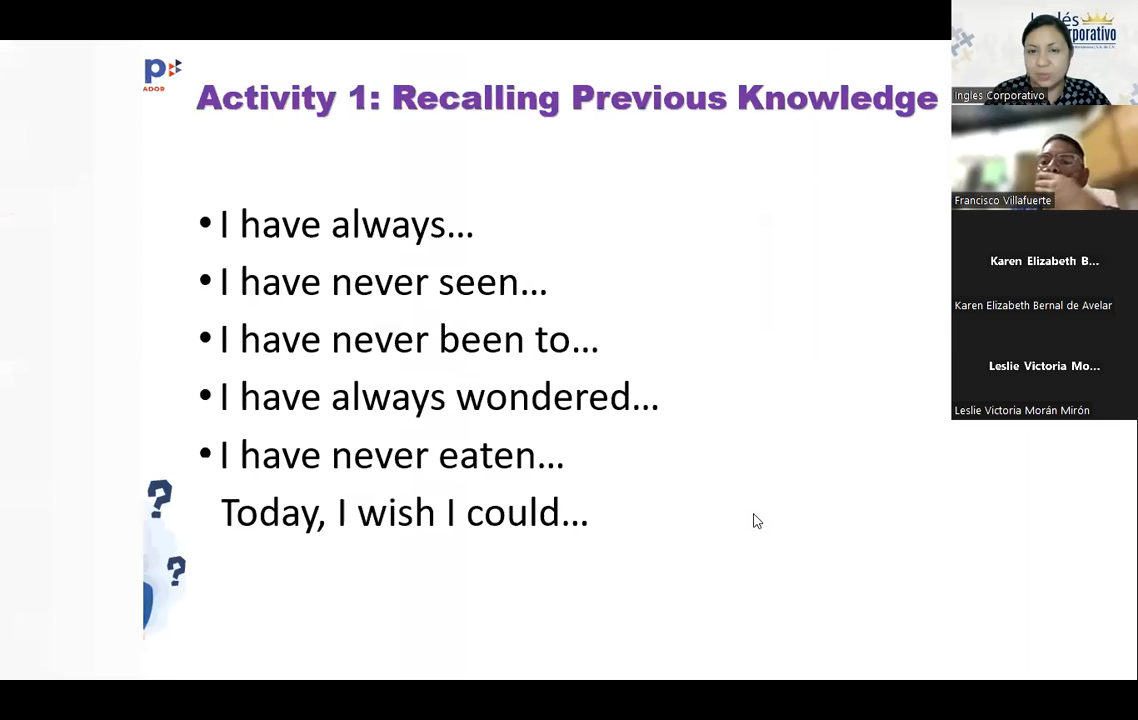 p
ADOR
Activity 1: Recalling Previous Knowledge
•I have always…
•I have never seen…
•I have never been to…
•I have always wondered…
•I have never eaten…
Today, I wish I could…
?
?
Ingles Corporativo
Francisco Villafuerte
Karen Elizabeth B...
Karen Elizabeth Bernal de Avelar
Leslie Victoria Mo...
Leslie Victoria Morán Mirón